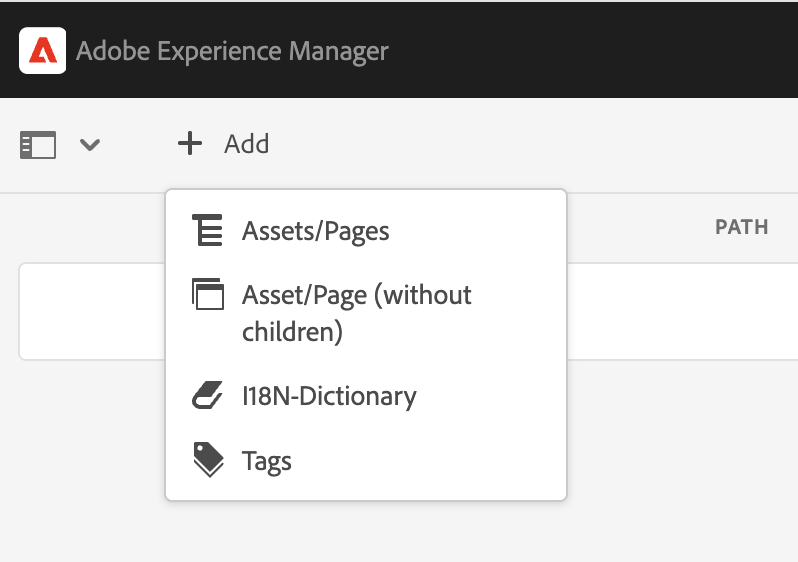 Adobe Experience Manager
Add
Assets/Pages
PATH
Asset/Page (without
children)
I18N-Dictionary
Tags